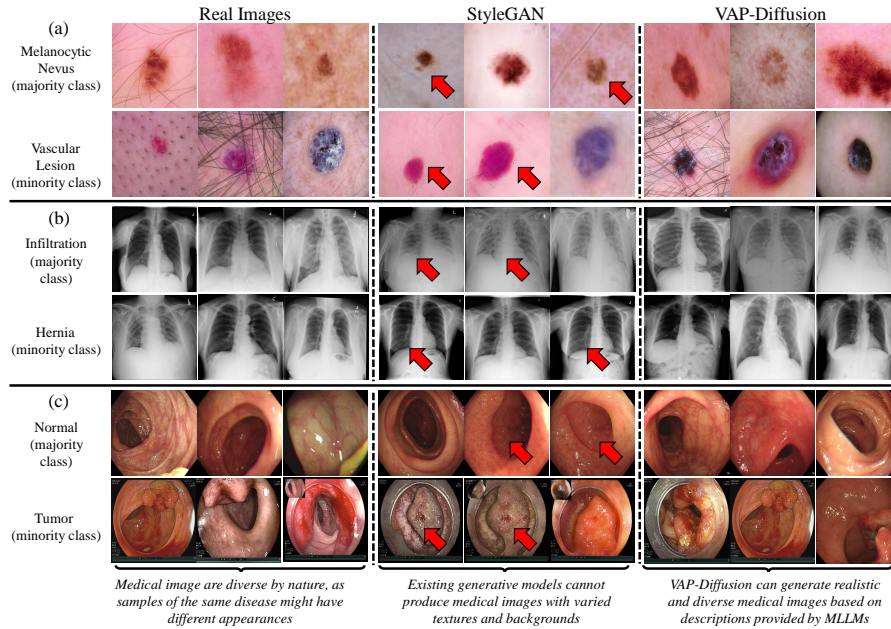 Real Images
StyleGAN
VAP-Diffusion
(a)
Melanocytic
Nevus
(majority class)
Vascular
Lesion
(minority class)
(b)
Infiltration
(majority
class)
Hernia
(minority class)
(c)
Normal
(majority
class)
Tumor
(minority class)
Medical image are diverse by nature, as
samples of the same disease might have
different appearances
Existing generative models cannot
produce medical images with varied
textures and backgrounds
VAP-Diffusion can generate realistic
and diverse medical images based on
descriptions provided by MLLMs